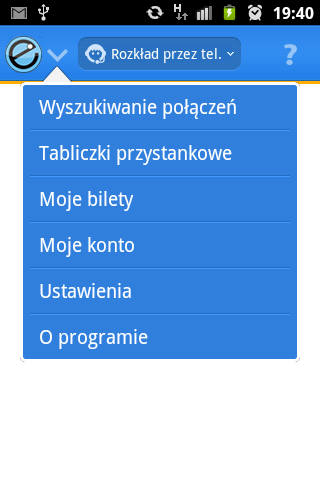 H
19:40
Rozkład przez tel.
?
Wyszukiwanie połączeń
Tabliczki przystankowe
Moje bilety
Moje konto
Ustawienia
O programie